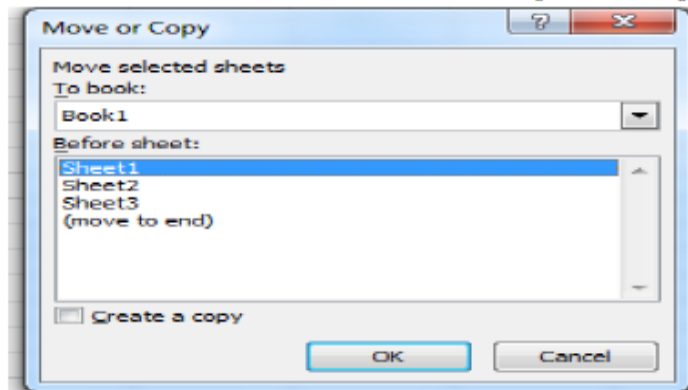 Move or Copy
Move selected sheets
To book:
Book1
Before sheet:
Sheet1
Sheet2
Sheet3
(move to end)
Create a copy
OK Cancel